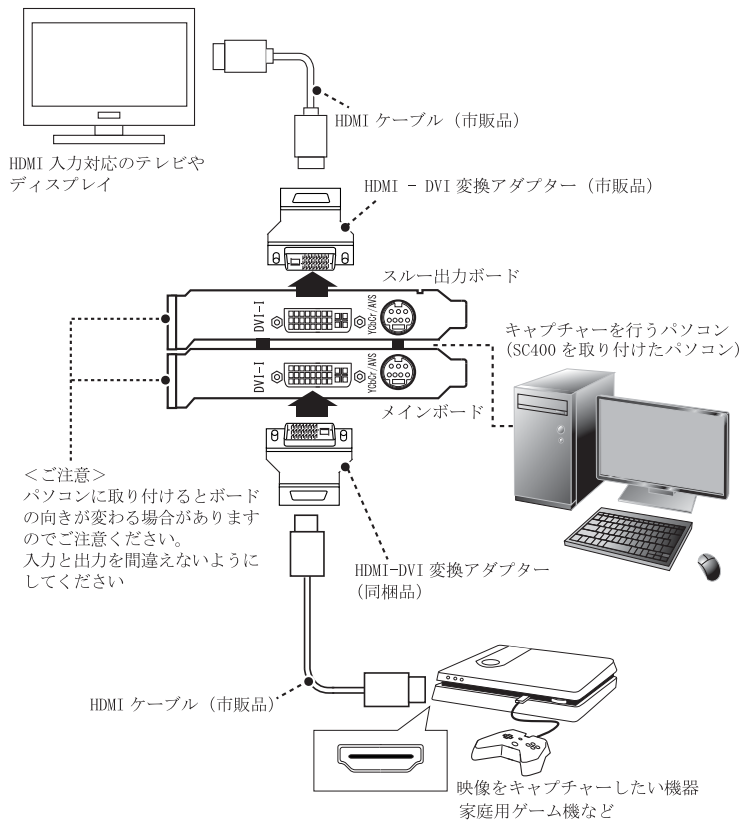 HDMI ケーブル（市販品）
HDMI 入力対応のテレビや
ディスプレイ
HDMI － DVI 変換アダプター（市販品）
スルー出力ボード
DVI-I
YCbCr/AVS
キャプチャーを行うパソコン
（SC400 を取り付けたパソコン）
DVI-I
YCbCr/AVS
メインボード
＜ご注意＞
パソコンに取り付けるとボード
の向きが変わる場合があります
のでご注意ください。
入力と出力を間違えないように
してください
HDMI-DVI 変換アダプター
（同梱品）
HDMI ケーブル（市販品）
映像をキャプチャーしたい機器
家庭用ゲーム機など